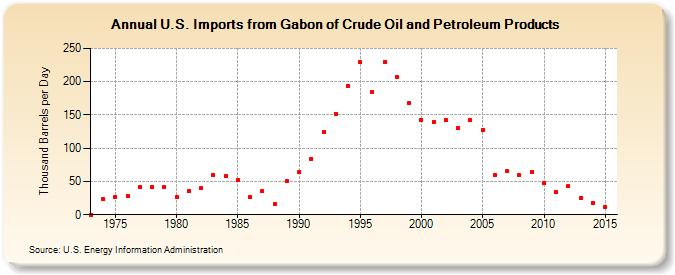 Annual U.S. Imports from Gabon of Crude Oil and Petroleum Products
Thousand Barrels per Day
250
200
150
100
50
0
1975 1980 1985 1990 1995 2000 2005 2010 2015
Source: U.S. Energy Information Administration